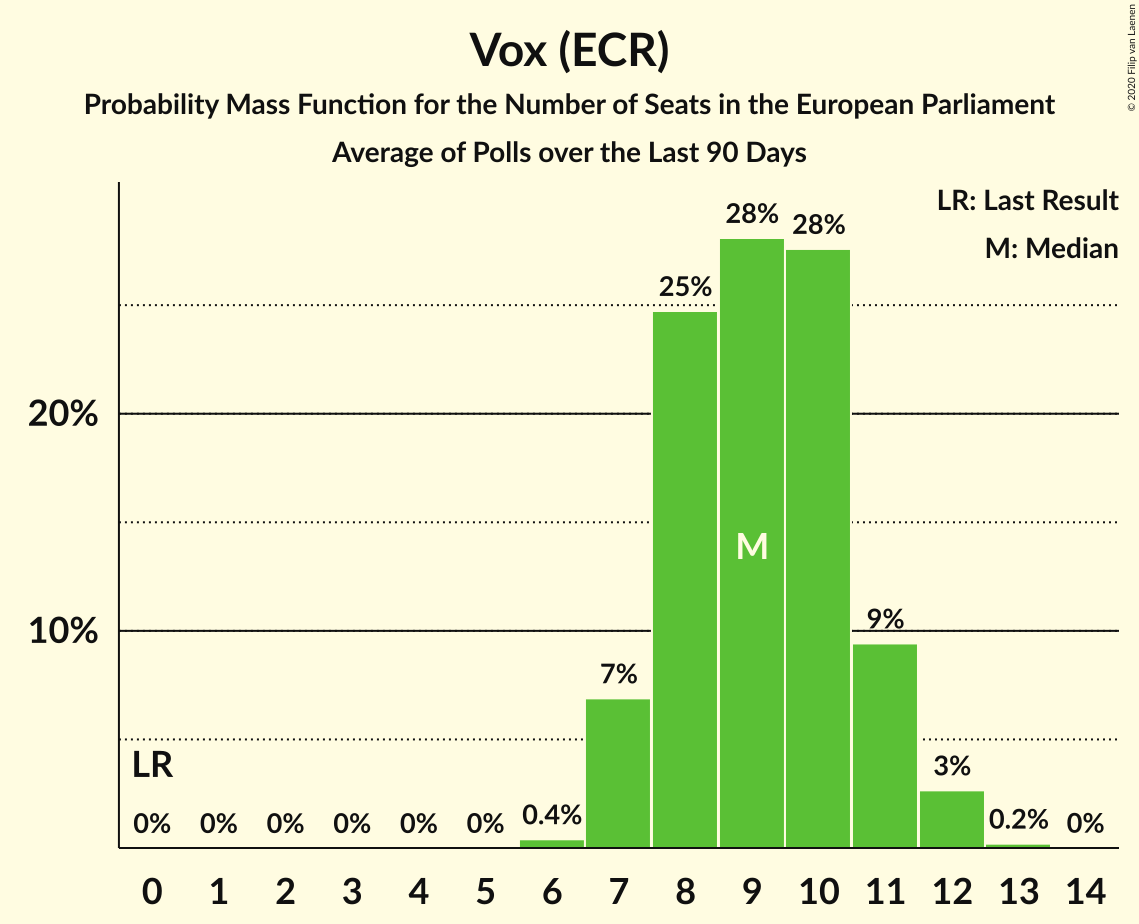 Vox (ECR)
Probability Mass Function for the Number of Seats in the European Parliament
Average of Polls over the Last 90 Days
© 2020 Filip van Laenen
LR: Last Result
M: Median
28%
28%
25%
20%
M
10%
9%
7%
LR
3%
0%
0%
0%
0%
0%
0%
0.4%
0.2%
0%
0 1 2 3 4 5 6 7 8 9 10 11 12 13 14